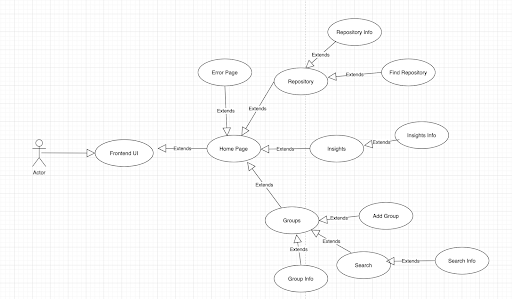 Repository Info
Extends
Error Page
Repository
Extends
Find Repository
Extends
Extends
Insights Info
Actor
Frontend UI
Extends
Home Page
Extends
Insights
Extends
Extends
Groups
Extends
Add Group
Extends
Extends
Group Info
Search
Extends
Search Info